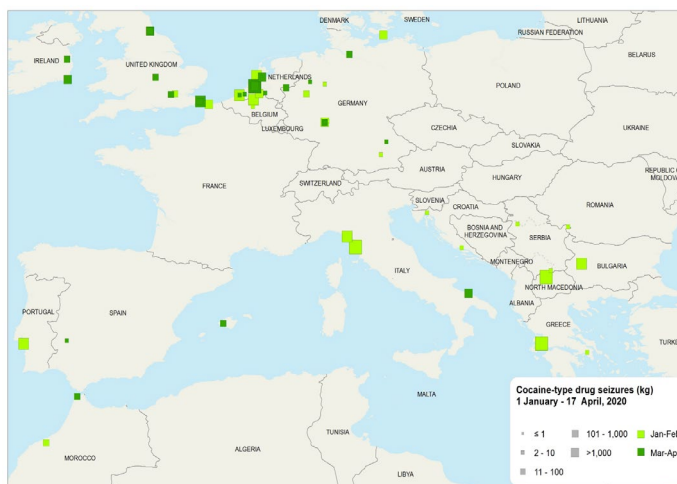 DENMARK
SWEDEN
LITHUANIA
RUSSIAN FEDERATION
IRELAND
UNITED KINGDOM
NETHERLANDS
BELARUS
POLAND
GERMANY
BELGIUM
LUXEMBOURG
CZECHIA
UKRAINE
SLOVAKIA
FRANCE
SWITZERLAND
AUSTRIA
HUNGARY
REPUBLIC OF
MOLDOVA
SLOVENIA
CROATIA
ROMANIA
BOSNIA AND
HERZEGOVINA
SERBIA
ITALY
MONTENEGRO
BULGARIA
NORTH MACEDONIA
ALBANIA
PORTUGAL
SPAIN
GREECE
MALTA
TUNISIA
ALGERIA
MOROCCO
LIBYA
Cocaine-type drug seizures (kg)
1 January - 17 April, 2020
≤ 1
101 - 1,000
Jan-Feb
2 - 10
>1,000
Mar-Ap
11 - 100